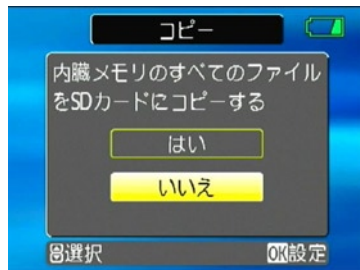 コピー
内臓メモリのすべてのファイル
をSDカードにコピーする
はい
いいえ
選択 OK設定